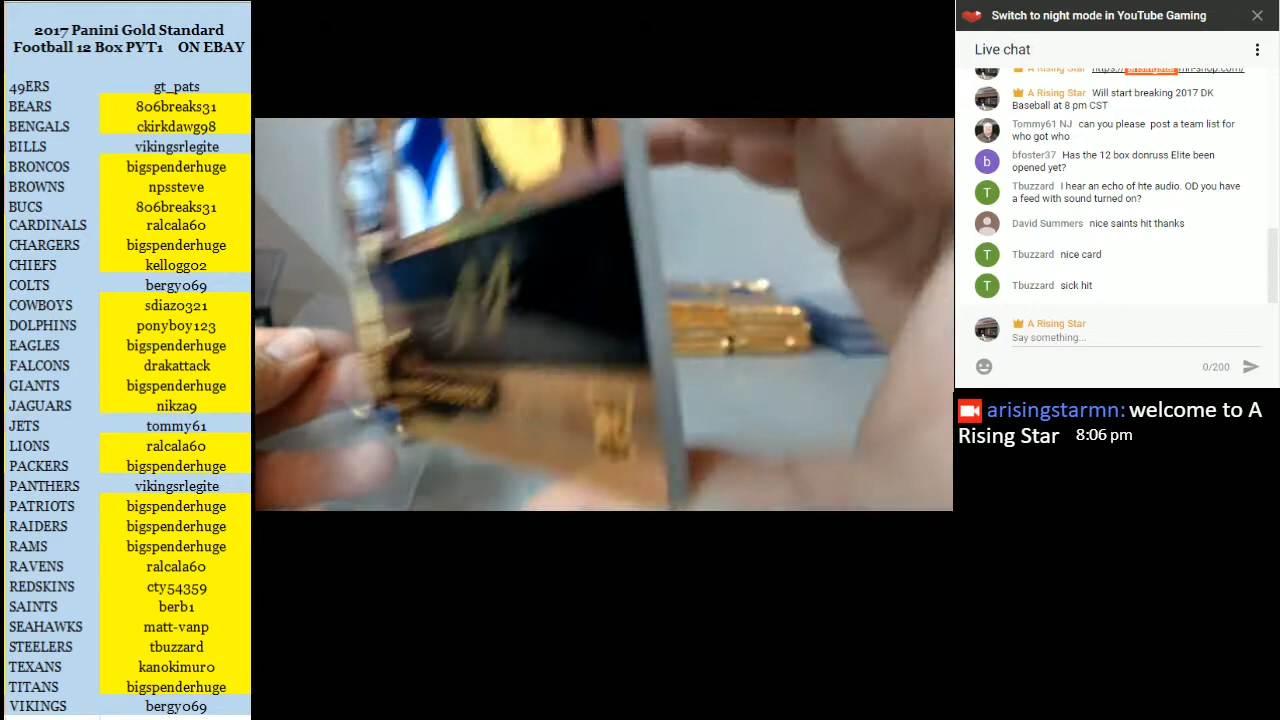 2017 Panini Gold Standard
Football 12 Box PYT1 ON EBAY
49ERS gt_pats
BEARS 806breaks31
BENGALS ckirkdawg98
BILLS vikingsrlegite
BRONCOS bigspenderhuge
BROWNS npssteve
BUCS 806breaks31
CARDINALS ralcala60
CHARGERS bigspenderhuge
CHIEFS kellogg02
COLTS bergy069
COWBOYS sdiaz0321
DOLPHINS ponyboy123
EAGLES bigspenderhuge
FALCONS drakattack
GIANTS bigspenderhuge
JAGUARS nikza9
JETS tommy61
LIONS ralcala60
PACKERS bigspenderhuge
PANTHERS vikingsrlegite
PATRIOTS bigspenderhuge
RAIDERS bigspenderhuge
RAMS bigspenderhuge
RAVENS ralcala60
REDSKINS cty54359
SAINTS berb1
SEAHAWKS matt-vanp
STEELERS tbuzzard
TEXANS kanokimuro
TITANS bigspenderhuge
VIKINGS bergy069
Switch to night mode in YouTube Gaming
Live chat
A Rising Star
A Rising Star Will start breaking 2017 DK
Baseball at 8 pm CST
Tommy61 NJ can you please post a team list for
who got who
b bfoster37 Has the 12 box donruss Elite been
opened yet?
T Tbuzzard I hear an echo of hte audio. OD you have
a feed with sound turned on?
David Summers nice saints hit thanks
T Tbuzzard nice card
T Tbuzzard sick hit
A Rising Star
Say something...
0/200
arisingstarmn: welcome to A
Rising Star 8:06 pm